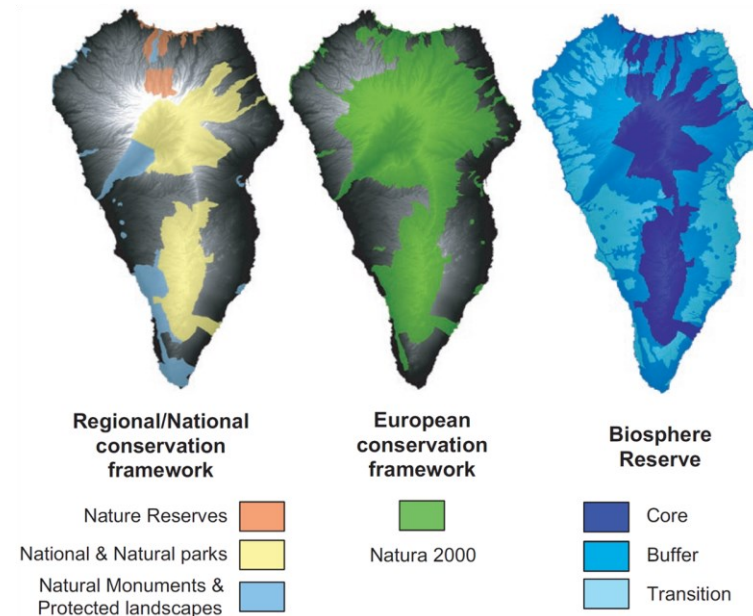 Regional/National
conservation
framework
Nature Reserves
National & Natural parks
Natural Monuments &
Protected landscapes
European
conservation
framework
Natura 2000
Biosphere
Reserve
Core
Buffer
Transition